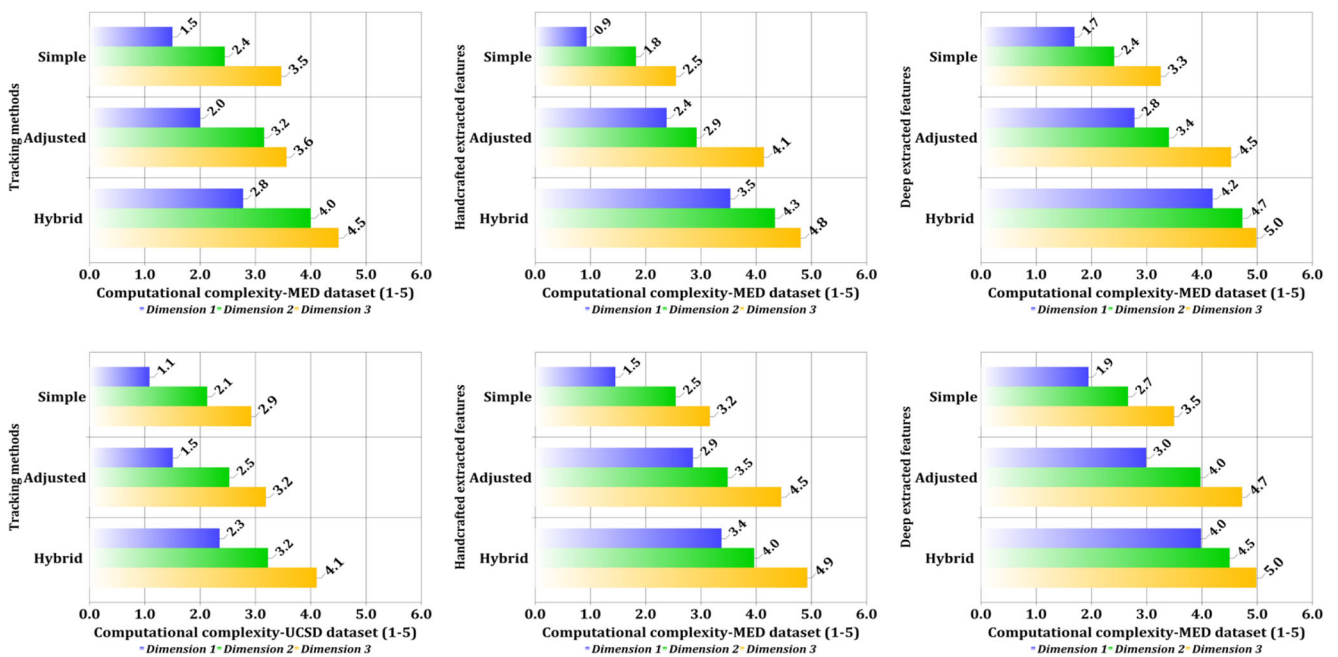 Tracking methods
Simple
1.5
2.4
3.5
Adjusted
2.0
3.2
3.6
Hybrid
2.8
4.0
4.5
0.0 1.0 2.0 3.0 4.0 5.0 6.0
Computational complexity-MED dataset (1-5)
Dimension 1 Dimension 2 Dimension 3
Handcrafted extracted features
Simple
0.9
1.8
2.5
Adjusted
2.4
2.9
4.1
Hybrid
3.5
4.3
4.8
0.0 1.0 2.0 3.0 4.0 5.0 6.0
Computational complexity-MED dataset (1-5)
Dimension 1 Dimension 2 Dimension 3
Deep extracted features
Simple
1.7
2.4
3.3
Adjusted
2.8
3.4
4.5
Hybrid
4.2
4.7
5.0
0.0 1.0 2.0 3.0 4.0 5.0 6.0
Computational complexity-MED dataset (1-5)
Dimension 1 Dimension 2 Dimension 3
Tracking methods
Simple
1.1
2.1
2.9
Adjusted
1.5
2.5
3.2
Hybrid
2.3
3.2
4.1
0.0 1.0 2.0 3.0 4.0 5.0 6.0
Computational complexity-UCSD dataset (1-5)
Dimension 1 Dimension 2 Dimension 3
Handcrafted extracted features
Simple
1.5
2.5
3.2
Adjusted
2.9
3.5
4.5
Hybrid
3.4
4.0
4.9
0.0 1.0 2.0 3.0 4.0 5.0 6.0
Computational complexity-MED dataset (1-5)
Dimension 1 Dimension 2 Dimension 3
Deep extracted features
Simple
1.9
2.7
3.5
Adjusted
3.0
4.0
4.7
Hybrid
4.0
4.5
5.0
0.0 1.0 2.0 3.0 4.0 5.0 6.0
Computational complexity-MED dataset (1-5)
Dimension 1 Dimension 2 Dimension 3